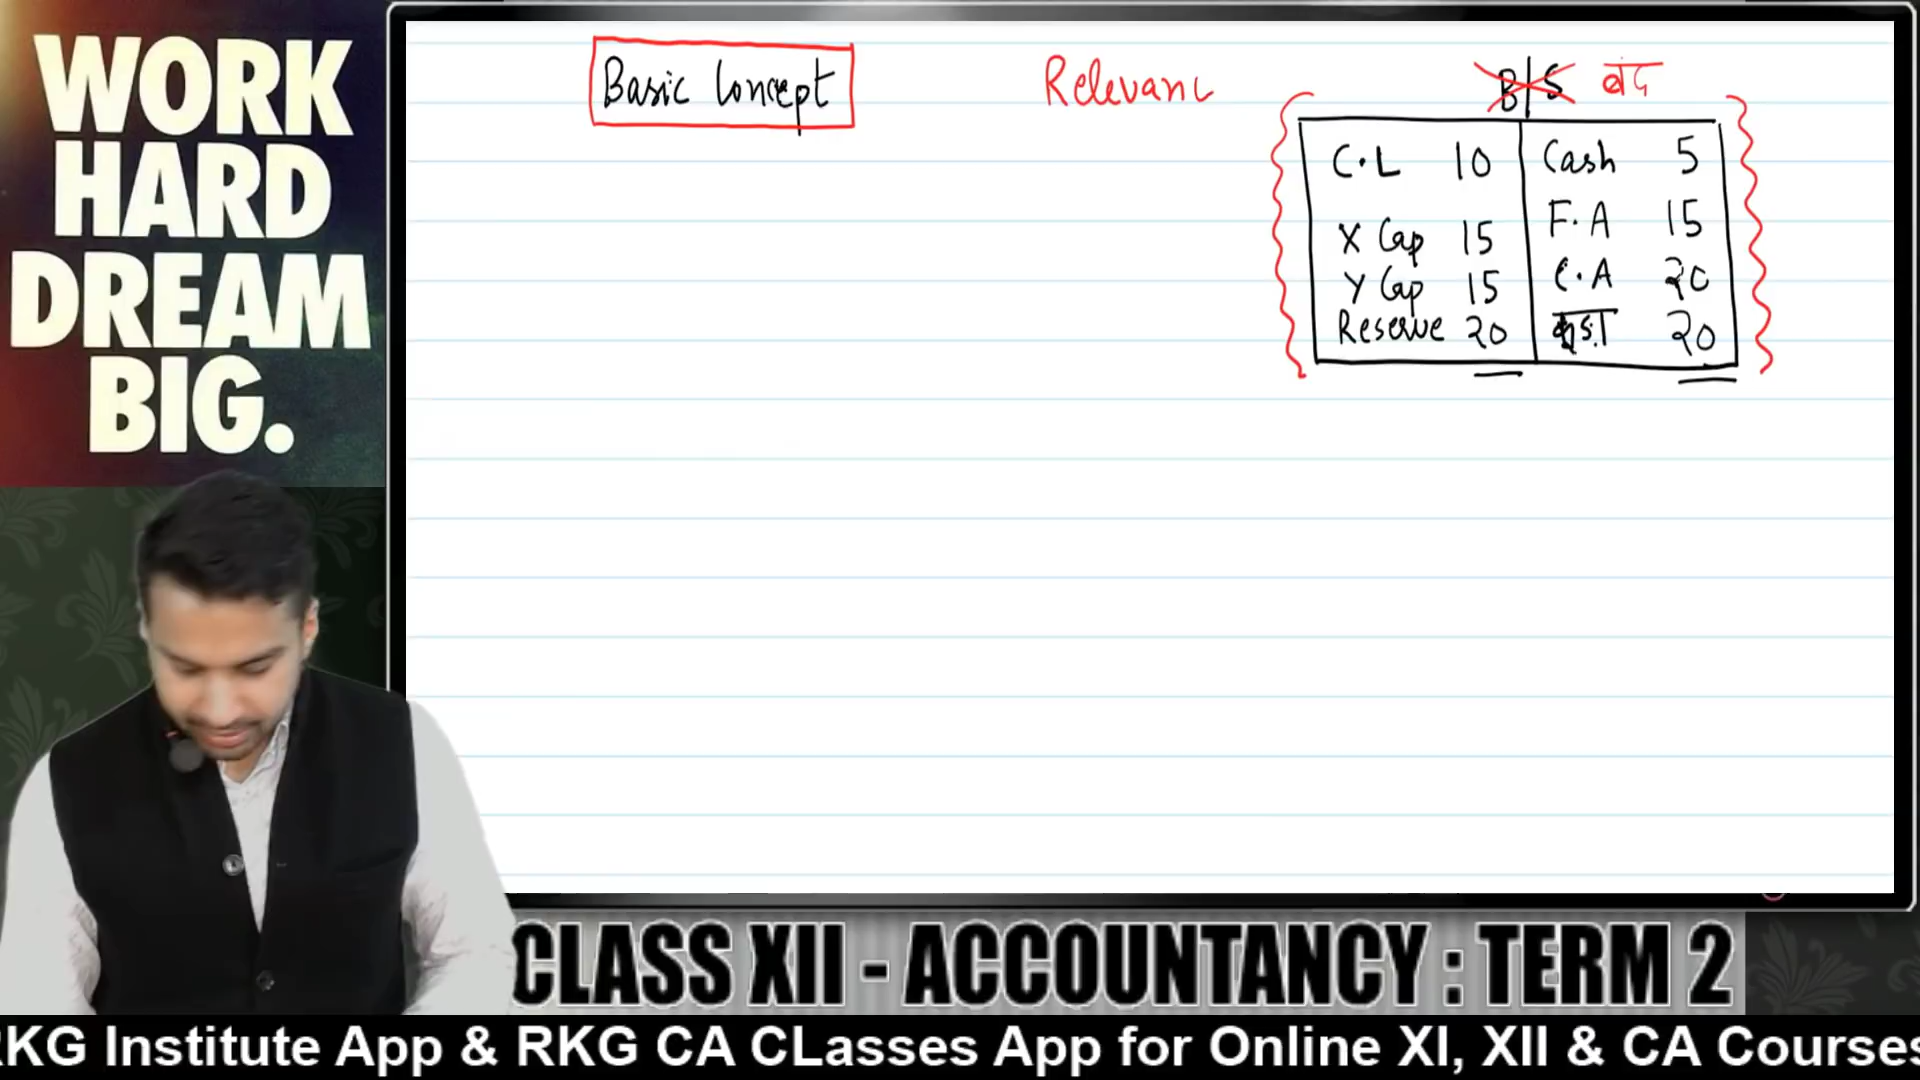 WORK
HARD
DREAM
BIG.
Basic Concept
Relevanc
B/S बंद
C.L 10 Cash 5
X Cap 15 F.A 15
Y Cap 15 C.A 20
Reserve 20 20
CLASS XII - ACCOUNTANCY : TERM 2
RKG Institute App & RKG CA CLasses App for Online XI, XII & CA Courses